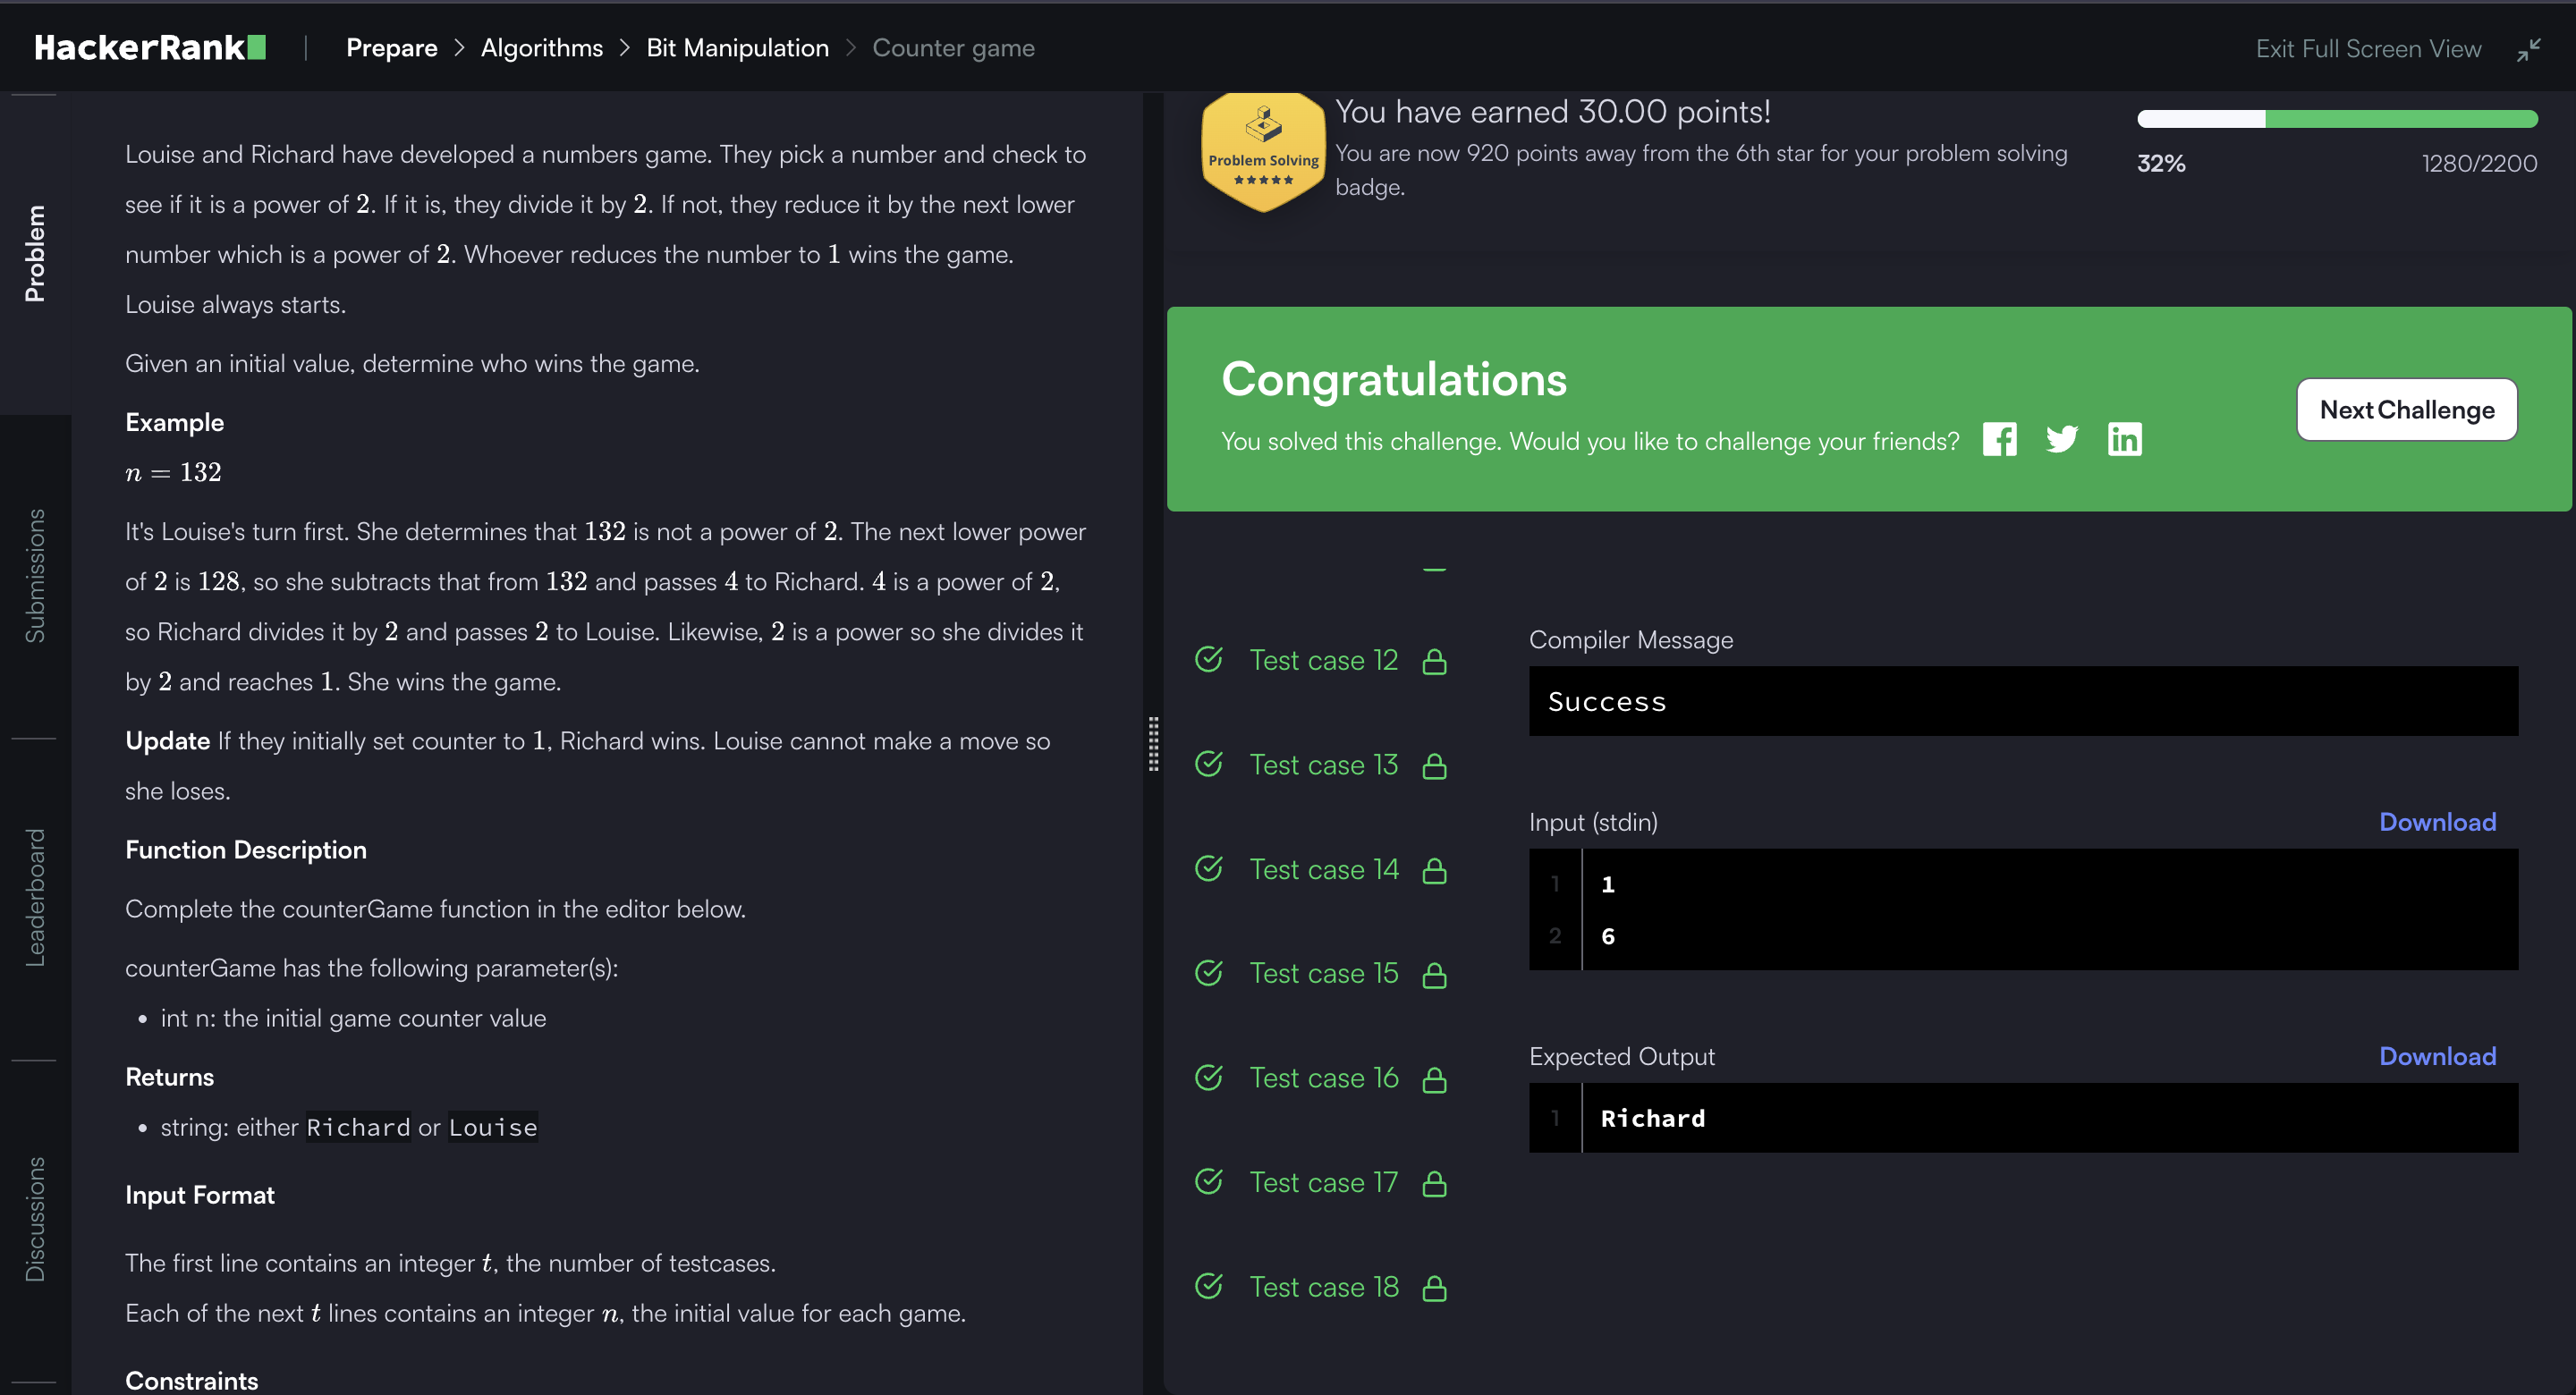 HackerRank | Prepare > Algorithms > Bit Manipulation > Counter game
Exit Full Screen View
Problem
Submissions
Leaderboard
Discussions
Louise and Richard have developed a numbers game. They pick a number and check to
see if it is a power of 2. If it is, they divide it by 2. If not, they reduce it by the next lower
number which is a power of 2. Whoever reduces the number to 1 wins the game.
Louise always starts.
Given an initial value, determine who wins the game.
Example
n = 132
It's Louise's turn first. She determines that 132 is not a power of 2. The next lower power
of 2 is 128, so she subtracts that from 132 and passes 4 to Richard. 4 is a power of 2,
so Richard divides it by 2 and passes 2 to Louise. Likewise, 2 is a power so she divides it
by 2 and reaches 1. She wins the game.
Update If they initially set counter to 1, Richard wins. Louise cannot make a move so
she loses.
Function Description
Complete the counterGame function in the editor below.
counterGame has the following parameter(s):
• int n: the initial game counter value
Returns
• string: either Richard or Louise
Input Format
The first line contains an integer t, the number of testcases.
Each of the next t lines contains an integer n, the initial value for each game.
Constraints
Problem Solving
★★★★★
You have earned 30.00 points!
You are now 920 points away from the 6th star for your problem solving
badge.
32%
1280/2200
Congratulations
You solved this challenge. Would you like to challenge your friends?
Next Challenge
Test case 12
Test case 13
Test case 14
Test case 15
Test case 16
Test case 17
Test case 18
Compiler Message
Success
Input (stdin)
Download
1 1
2 6
Expected Output
Download
1 Richard